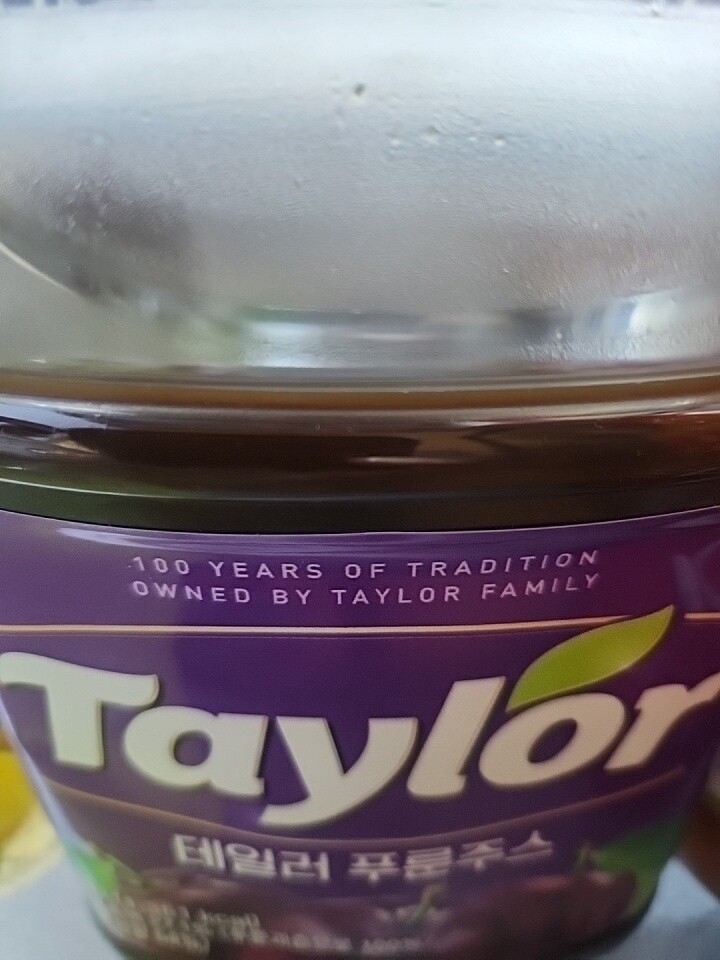 100 YEARS OF TRADITION
OWNED BY TAYLOR FAMILY
Taylor
테일러 푸룬주스